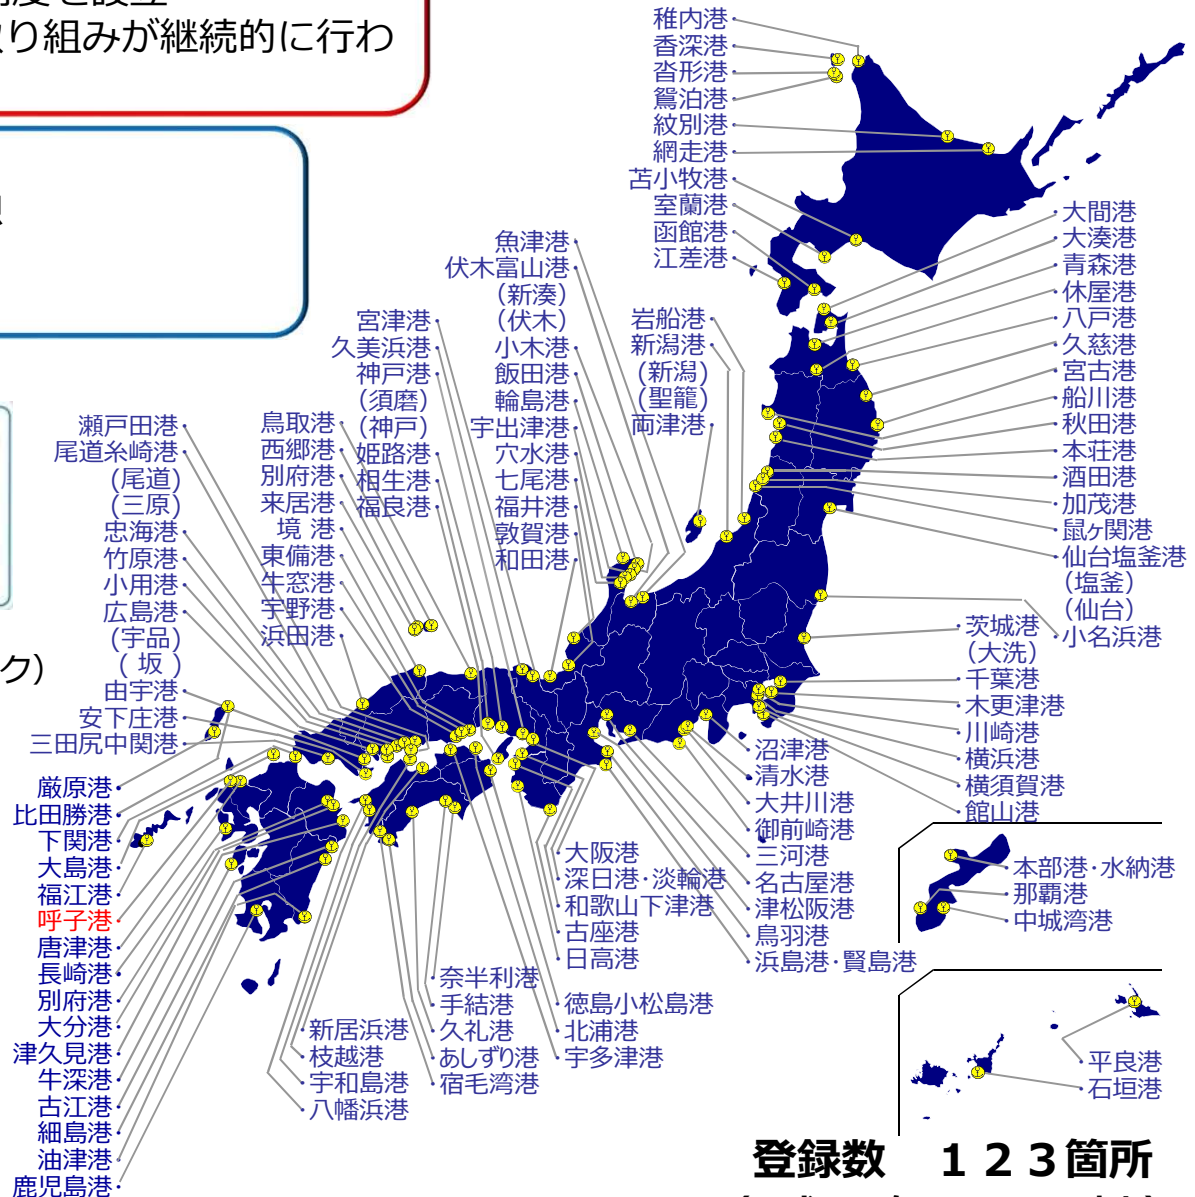 り組みが継続的に行わ
ク）
稚内港
香深港
沓形港
鴛泊港
紋別港
網走港
苫小牧港
室蘭港
函館港
江差港
大間港
大湊港
青森港
休屋港
八戸港
久慈港
宮古港
船川港
秋田港
本荘港
酒田港
加茂港
鼠ヶ関港
仙台塩釜港
(塩釜)
(仙台)
小名浜港
魚津港
伏木富山港
(新湊)
(伏木)
小木港
飯田港
輪島港
宇出津港
穴水港
七尾港
福井港
敦賀港
和田港
岩船港
新潟港
(新潟)
(聖籠)
両津港
宮津港
久美浜港
神戸港
(須磨)
(神戸)
姫路港
相生港
福良港
鳥取港
西郷港
別府港
来居港
境 港
東備港
牛窓港
宇野港
浜田港
瀬戸田港
尾道糸崎港
(尾道)
(三原)
忠海港
竹原港
小用港
広島港
(宇品)
( 坂 )
由宇港
安下庄港
三田尻中関港
厳原港
比田勝港
下関港
大島港
福江港
呼子港
唐津港
長崎港
別府港
大分港
津久見港
牛深港
古江港
細島港
油津港
鹿児島港
茨城港
(大洗)
千葉港
木更津港
川崎港
横浜港
横須賀港
館山港
沼津港
清水港
大井川港
御前崎港
三河港
名古屋港
津松阪港
鳥羽港
浜島港・賢島港
大阪港
深日港・淡輪港
和歌山下津港
古座港
日高港
徳島小松島港
北浦港
宇多津港
奈半利港
手結港
久礼港
あしずり港
宿毛湾港
新居浜港
枝越港
宇和島港
八幡浜港
本部港・水納港
那覇港
中城湾港
平良港
石垣港
登録数　１２３箇所